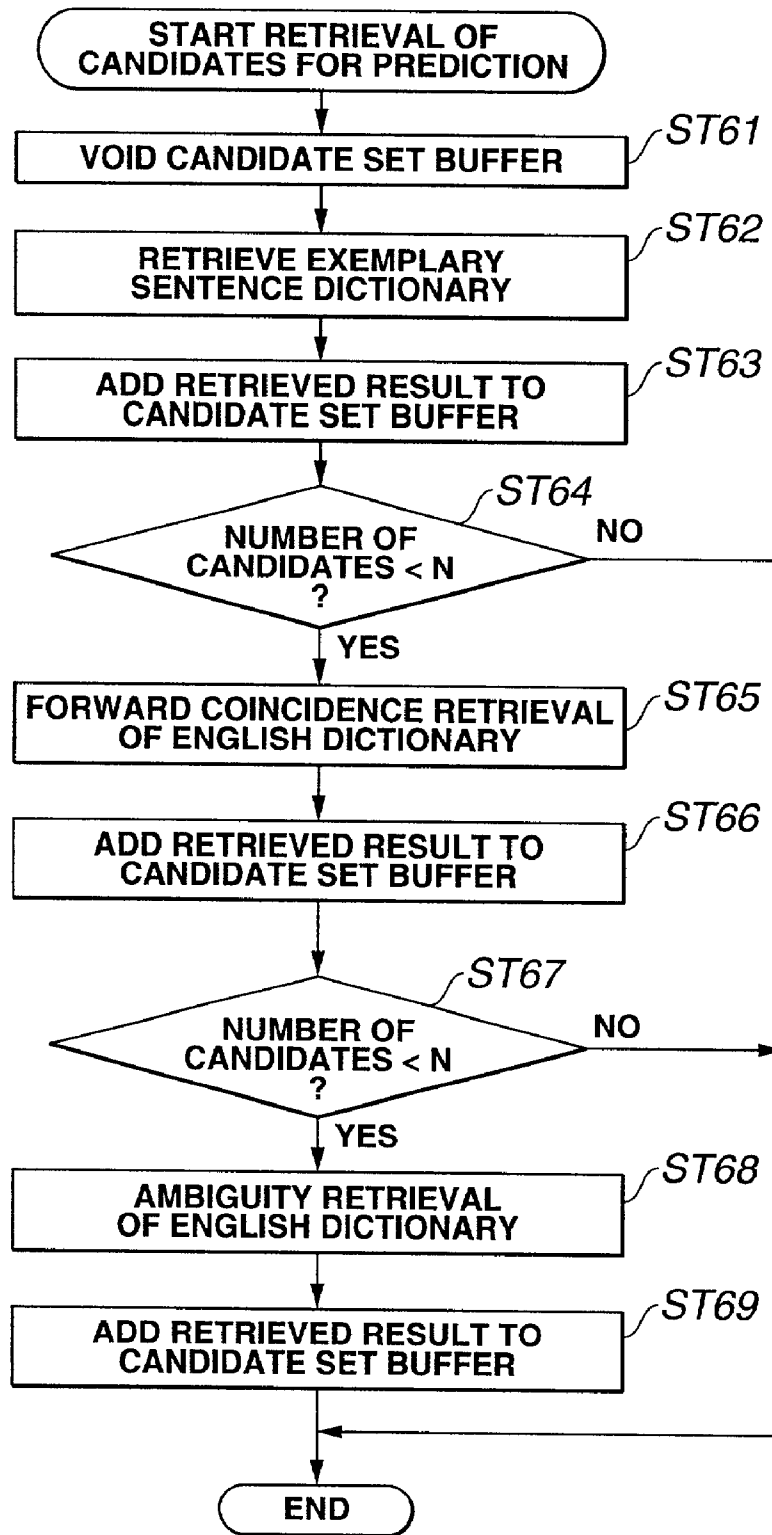 START RETRIEVAL OF
CANDIDATES FOR PREDICTION
ST61
VOID CANDIDATE SET BUFFER
ST62
RETRIEVE EXEMPLARY
SENTENCE DICTIONARY
ST63
ADD RETRIEVED RESULT TO
CANDIDATE SET BUFFER
ST64
NUMBER OF
CANDIDATES < N
?
NO
YES
ST65
FORWARD COINCIDENCE RETRIEVAL
OF ENGLISH DICTIONARY
ST66
ADD RETRIEVED RESULT TO
CANDIDATE SET BUFFER
ST67
NUMBER OF
CANDIDATES < N
?
NO
YES
ST68
AMBIGUITY RETRIEVAL
OF ENGLISH DICTIONARY
ST69
ADD RETRIEVED RESULT TO
CANDIDATE SET BUFFER
END